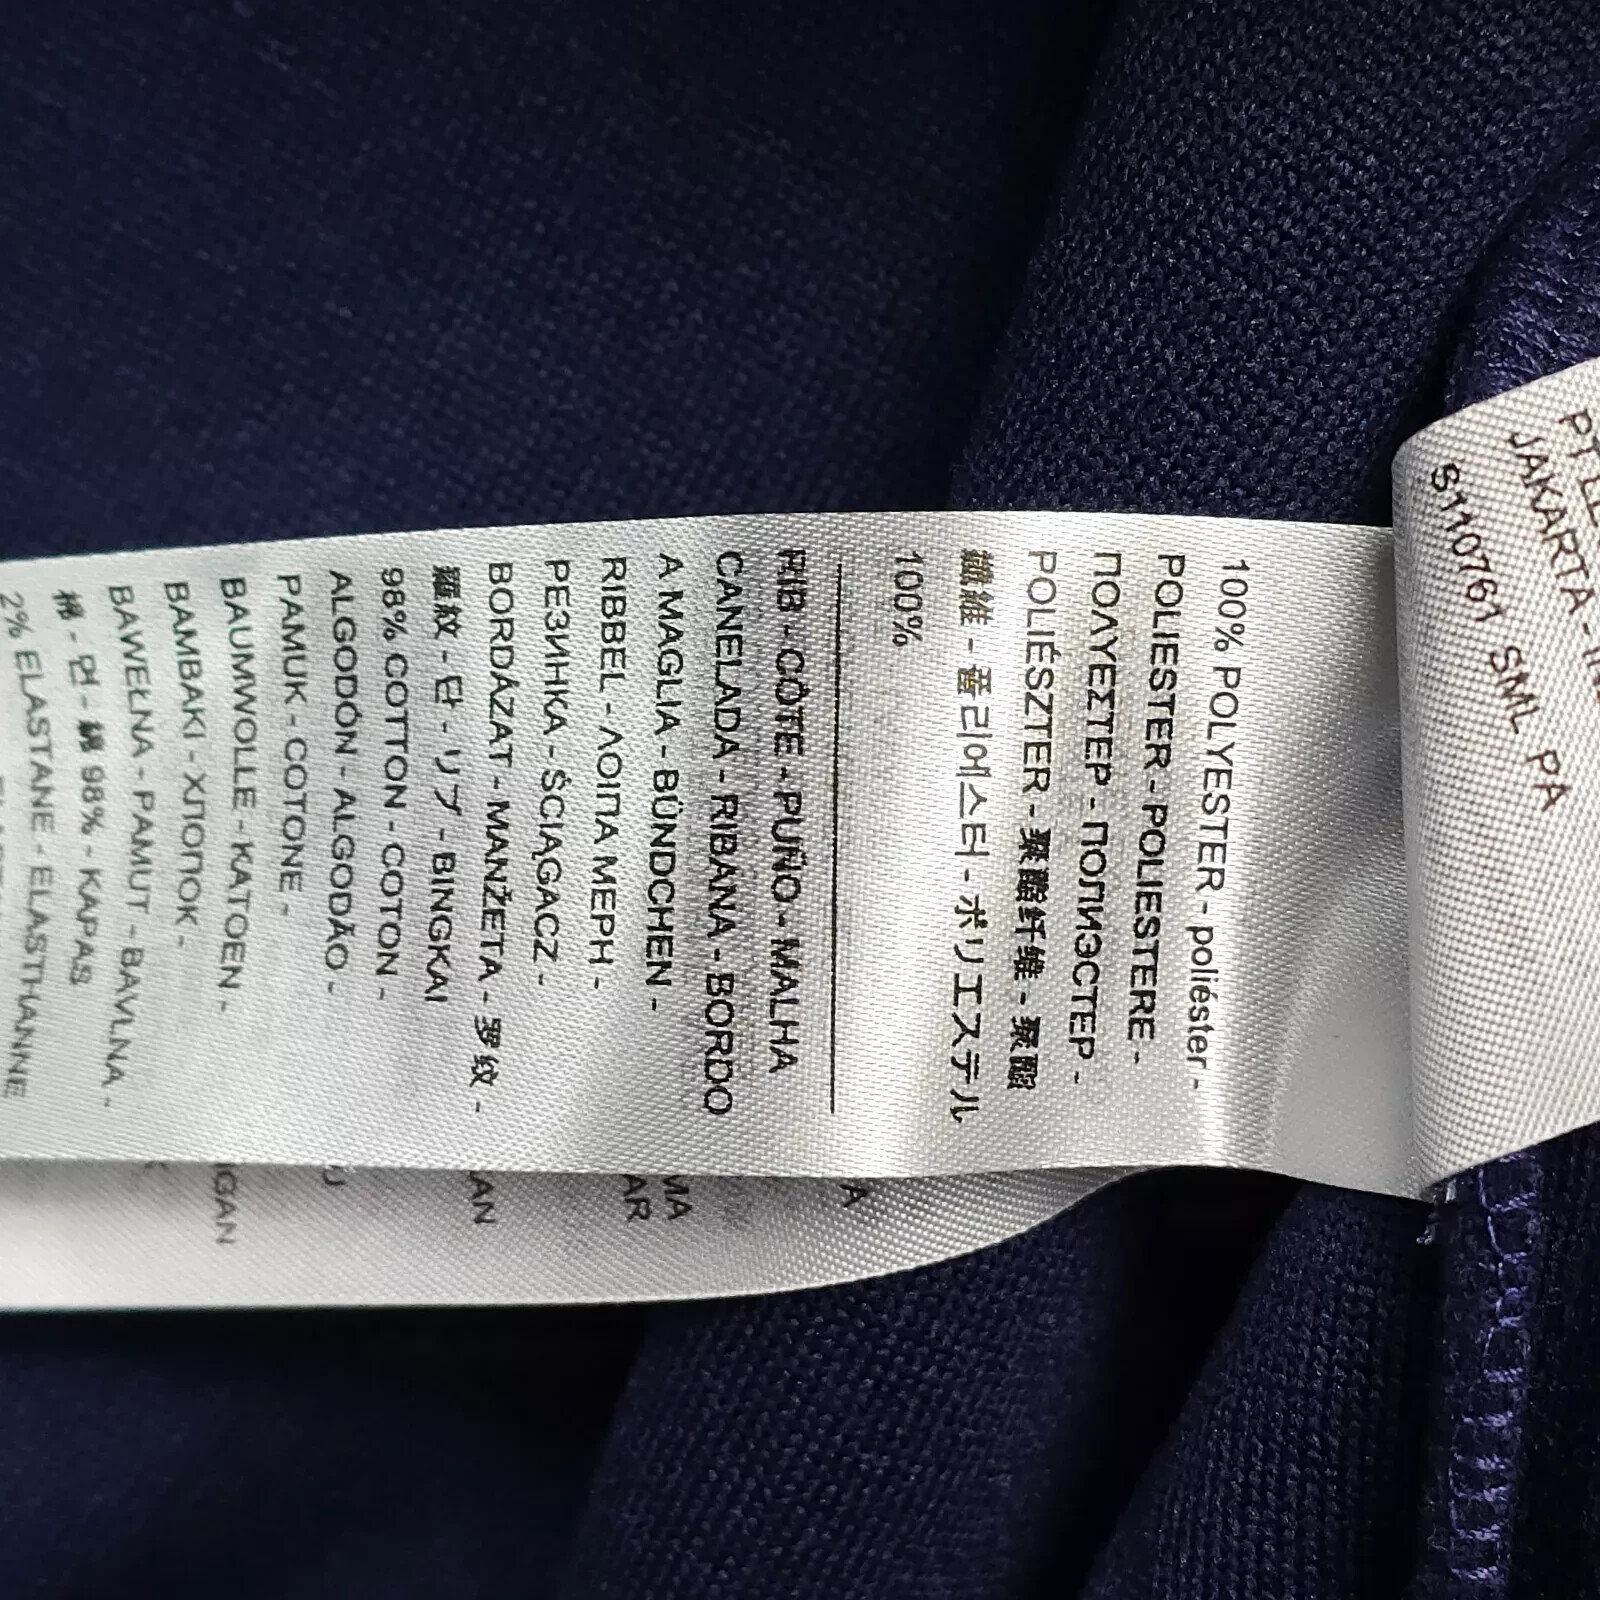 JAKARTA -
S1110761 SML PA
100% POLYESTER - poliéster -
POLIESTER - POLIESTERE -
ΠΟΛΥΕΣΤΕΡ - ПОЛИЭСТЕР -
POLIÉSZTER - 聚酯纤维 - 聚酯
纖維 - 폴리에스터 - ポリエステル
100%
RIB - CÔTE - PUÑO - MALHA
CANELADA - RIBANA - BORDO
A MAGLIA - BÜNDCHEN -
RIBBEL - ΛΟΙΠΑ ΜΕΡΗ -
РЕЗИНКА - ŚCIĄGACZ -
BORDÁZAT - MANŽETA - 罗纹 -
羅紋 - 단 - リブ - BINGKAI
98% COTTON - COTON -
ALGODÓN - ALGODÃO -
PAMUK - COTONE -
BAUMWOLLE - KATOEN -
BAMBAKI - ХЛОПОК -
BAWEŁNA - PAMUT - BAVLNA -
棉 - 면 - 綿 98% - KAPAS
2% ELASTANE - ELASTHANNE